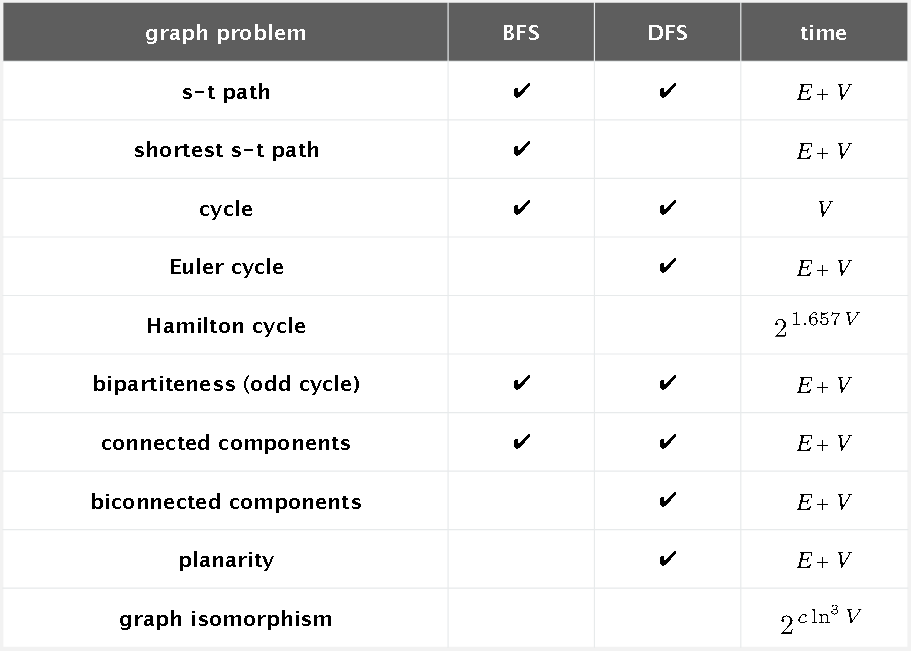 graph problem BFS DFS time
s-t path ✔ ✔ E + V
shortest s-t path ✔ E + V
cycle ✔ ✔ V
Euler cycle ✔ E + V
Hamilton cycle 2^{1.657 V}
bipartiteness (odd cycle) ✔ ✔ E + V
connected components ✔ ✔ E + V
biconnected components ✔ E + V
planarity ✔ E + V
graph isomorphism 2^{c ln^3 V}